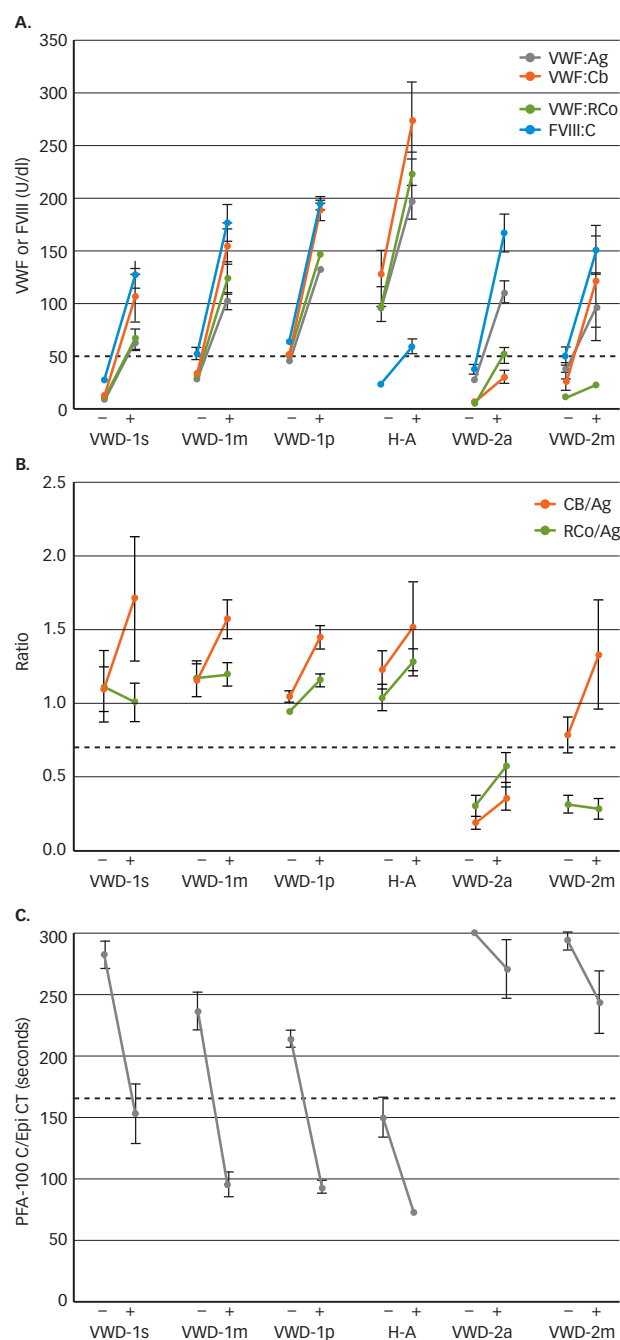 A.
350
300
250
200
150
100
50
0
VWF or FVIII (U/dl)
VWF:Ag
VWF:Cb
VWF:RCo
FVIII:C
− + − + − + − + − + − +
VWD-1s VWD-1m VWD-1p H-A VWD-2a VWD-2m
B.
2.5
2.0
1.5
1.0
0.5
0.0
Ratio
CB/Ag
RCo/Ag
− + − + − + − + − + − +
VWD-1s VWD-1m VWD-1p H-A VWD-2a VWD-2m
C.
300
250
200
150
100
50
0
PFA-100 C/Epi CT (seconds)
− + − + − + − + − + − +
VWD-1s VWD-1m VWD-1p H-A VWD-2a VWD-2m